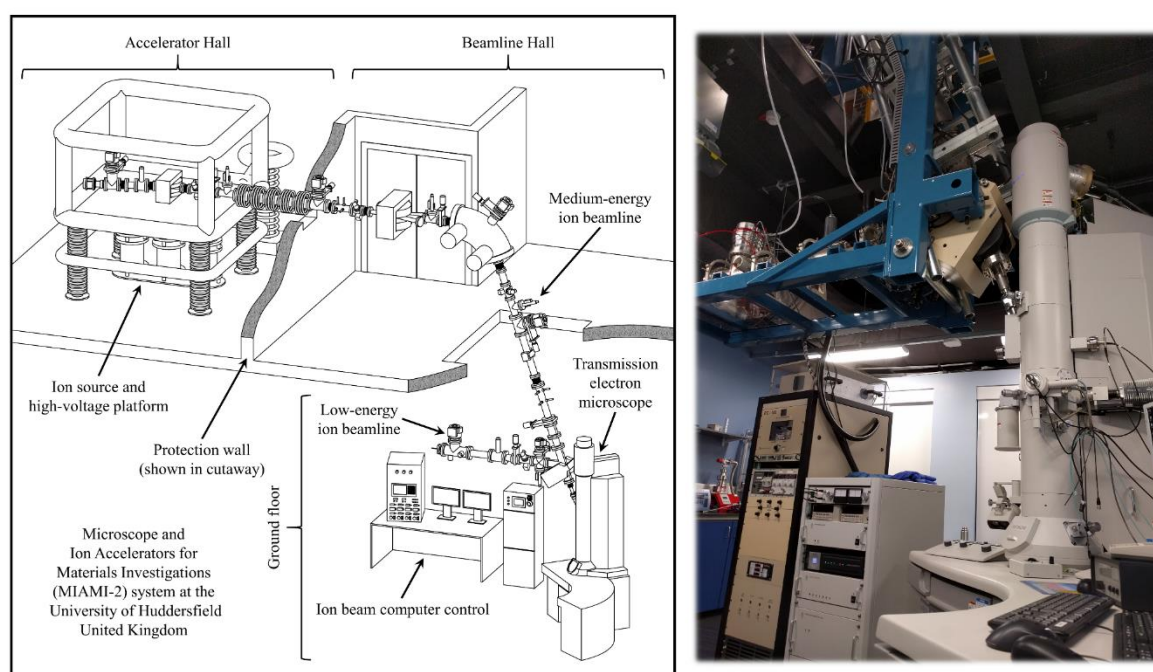 Accelerator Hall
Beamline Hall
Medium-energy
ion beamline
Transmission
electron
microscope
Ion source and
high-voltage platform
Low-energy
ion beamline
Protection wall
(shown in cutaway)
Ground floor
Microscope and
Ion Accelerators for
Materials Investigations
(MIAMI-2) system at the
University of Huddersfield
United Kingdom
Ion beam computer control